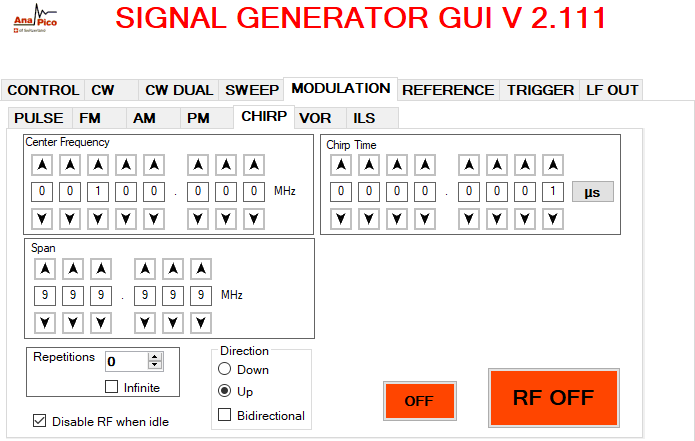 Ana Pico
SIGNAL GENERATOR GUI V 2.111
CONTROL CW CW DUAL SWEEP MODULATION REFERENCE TRIGGER LF OUT
PULSE FM AM PM CHIRP VOR ILS
Center Frequency
0 0 1 0 0 . 0 0 0 MHz
Chirp Time
0 0 0 0 . 0 0 0 1 µs
Span
9 9 9 . 9 9 9 MHz
Repetitions 0
Infinite
Disable RF when idle
Direction
Down
Up
Bidirectional
OFF
RF OFF